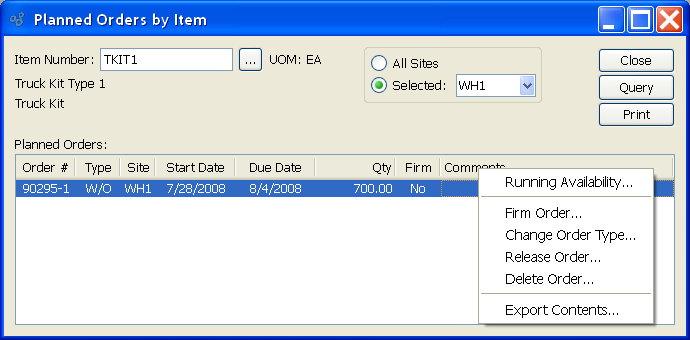 Planned Orders by Item
Item Number: TKIT1 ... UOM: EA
Truck Kit Type 1
Truck Kit
All Sites
Selected: WH1
Close
Query
Print
Planned Orders:
Order # Type Site Start Date Due Date Qty Firm Comments
90295-1 W/O WH1 7/28/2008 8/4/2008 700.00 No
Running Availability...
Firm Order...
Change Order Type...
Release Order...
Delete Order...
Export Contents...